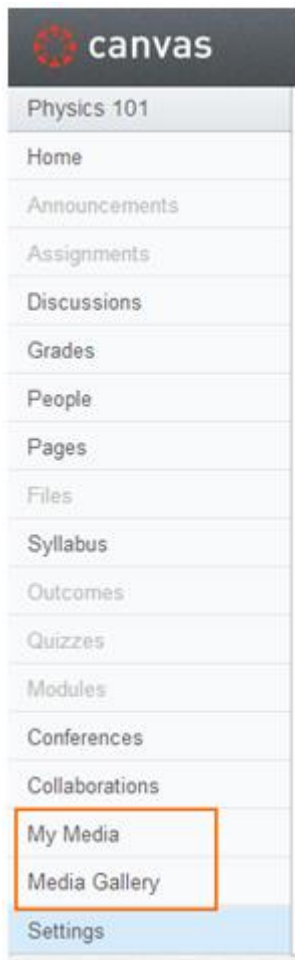 canvas
Physics 101
Home
Announcements
Assignments
Discussions
Grades
People
Pages
Files
Syllabus
Outcomes
Quizzes
Modules
Conferences
Collaborations
My Media
Media Gallery
Settings